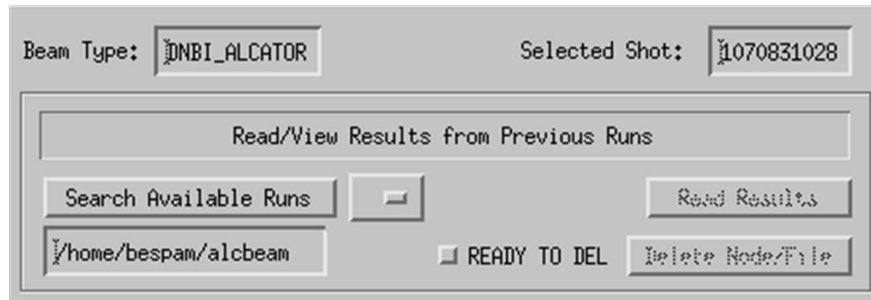 Beam Type: DNBI_ALCATOR Selected Shot: 1070831028
Read/View Results from Previous Runs
Search Available Runs Read Results
/home/bespam/alcbeam READY TO DEL Delete Node/File